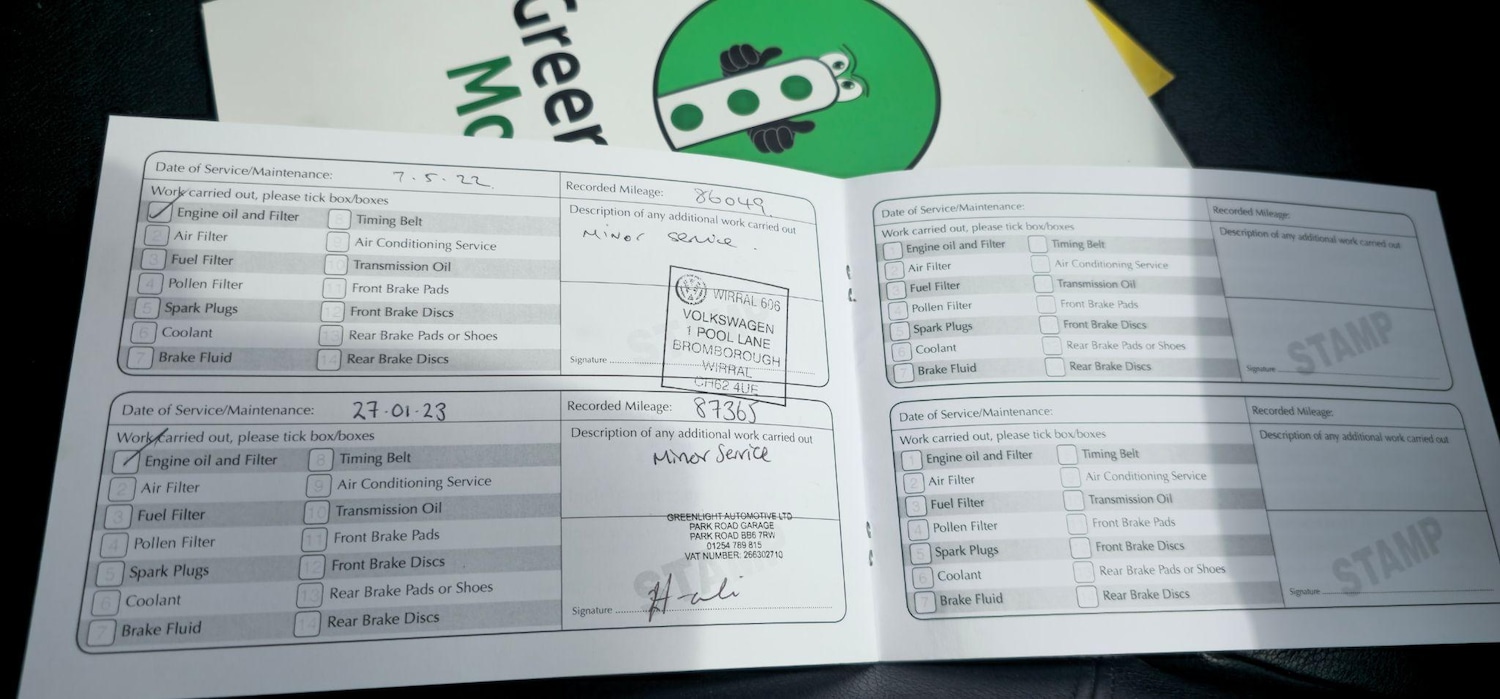 Green
Mo
Date of Service/Maintenance: 7.5.22.
Recorded Mileage: 86049.
Work carried out, please tick box/boxes
Engine oil and Filter
8 Timing Belt
2 Air Filter
9 Air Conditioning Service
3 Fuel Filter
10 Transmission Oil
4 Pollen Filter
11 Front Brake Pads
5 Spark Plugs
12 Front Brake Discs
6 Coolant
13 Rear Brake Pads or Shoes
7 Brake Fluid
14 Rear Brake Discs
Description of any additional work carried out
Minor service.
STAMP
WIRRAL 606
VOLKSWAGEN
1 POOL LANE
BROMBOROUGH
WIRRAL
CH62 4UE
Signature
Date of Service/Maintenance: 27-01-23
Recorded Mileage: 87365
Work carried out, please tick box/boxes
Engine oil and Filter
8 Timing Belt
2 Air Filter
9 Air Conditioning Service
3 Fuel Filter
10 Transmission Oil
4 Pollen Filter
11 Front Brake Pads
5 Spark Plugs
12 Front Brake Discs
6 Coolant
13 Rear Brake Pads or Shoes
7 Brake Fluid
14 Rear Brake Discs
Description of any additional work carried out
Minor Service
GREENLIGHT AUTOMOTIVE LTD
PARK ROAD GARAGE
PARK ROAD BB6 7RW
01254 789 815
VAT NUMBER: 266302710
STAMP
Signature H-ali
Date of Service/Maintenance:
Recorded Mileage:
Work carried out, please tick box/boxes
1 Engine oil and Filter
Timing Belt
2 Air Filter
Air Conditioning Service
3 Fuel Filter
Transmission Oil
4 Pollen Filter
Front Brake Pads
5 Spark Plugs
Front Brake Discs
6 Coolant
Rear Brake Pads or Shoes
7 Brake Fluid
Rear Brake Discs
Description of any additional work carried out
STAMP
Signature
Date of Service/Maintenance:
Recorded Mileage:
Work carried out, please tick box/boxes
1 Engine oil and Filter
Timing Belt
2 Air Filter
Air Conditioning Service
3 Fuel Filter
Transmission Oil
4 Pollen Filter
Front Brake Pads
5 Spark Plugs
Front Brake Discs
6 Coolant
Rear Brake Pads or Shoes
7 Brake Fluid
Rear Brake Discs
Description of any additional work carried out
STAMP
Signature